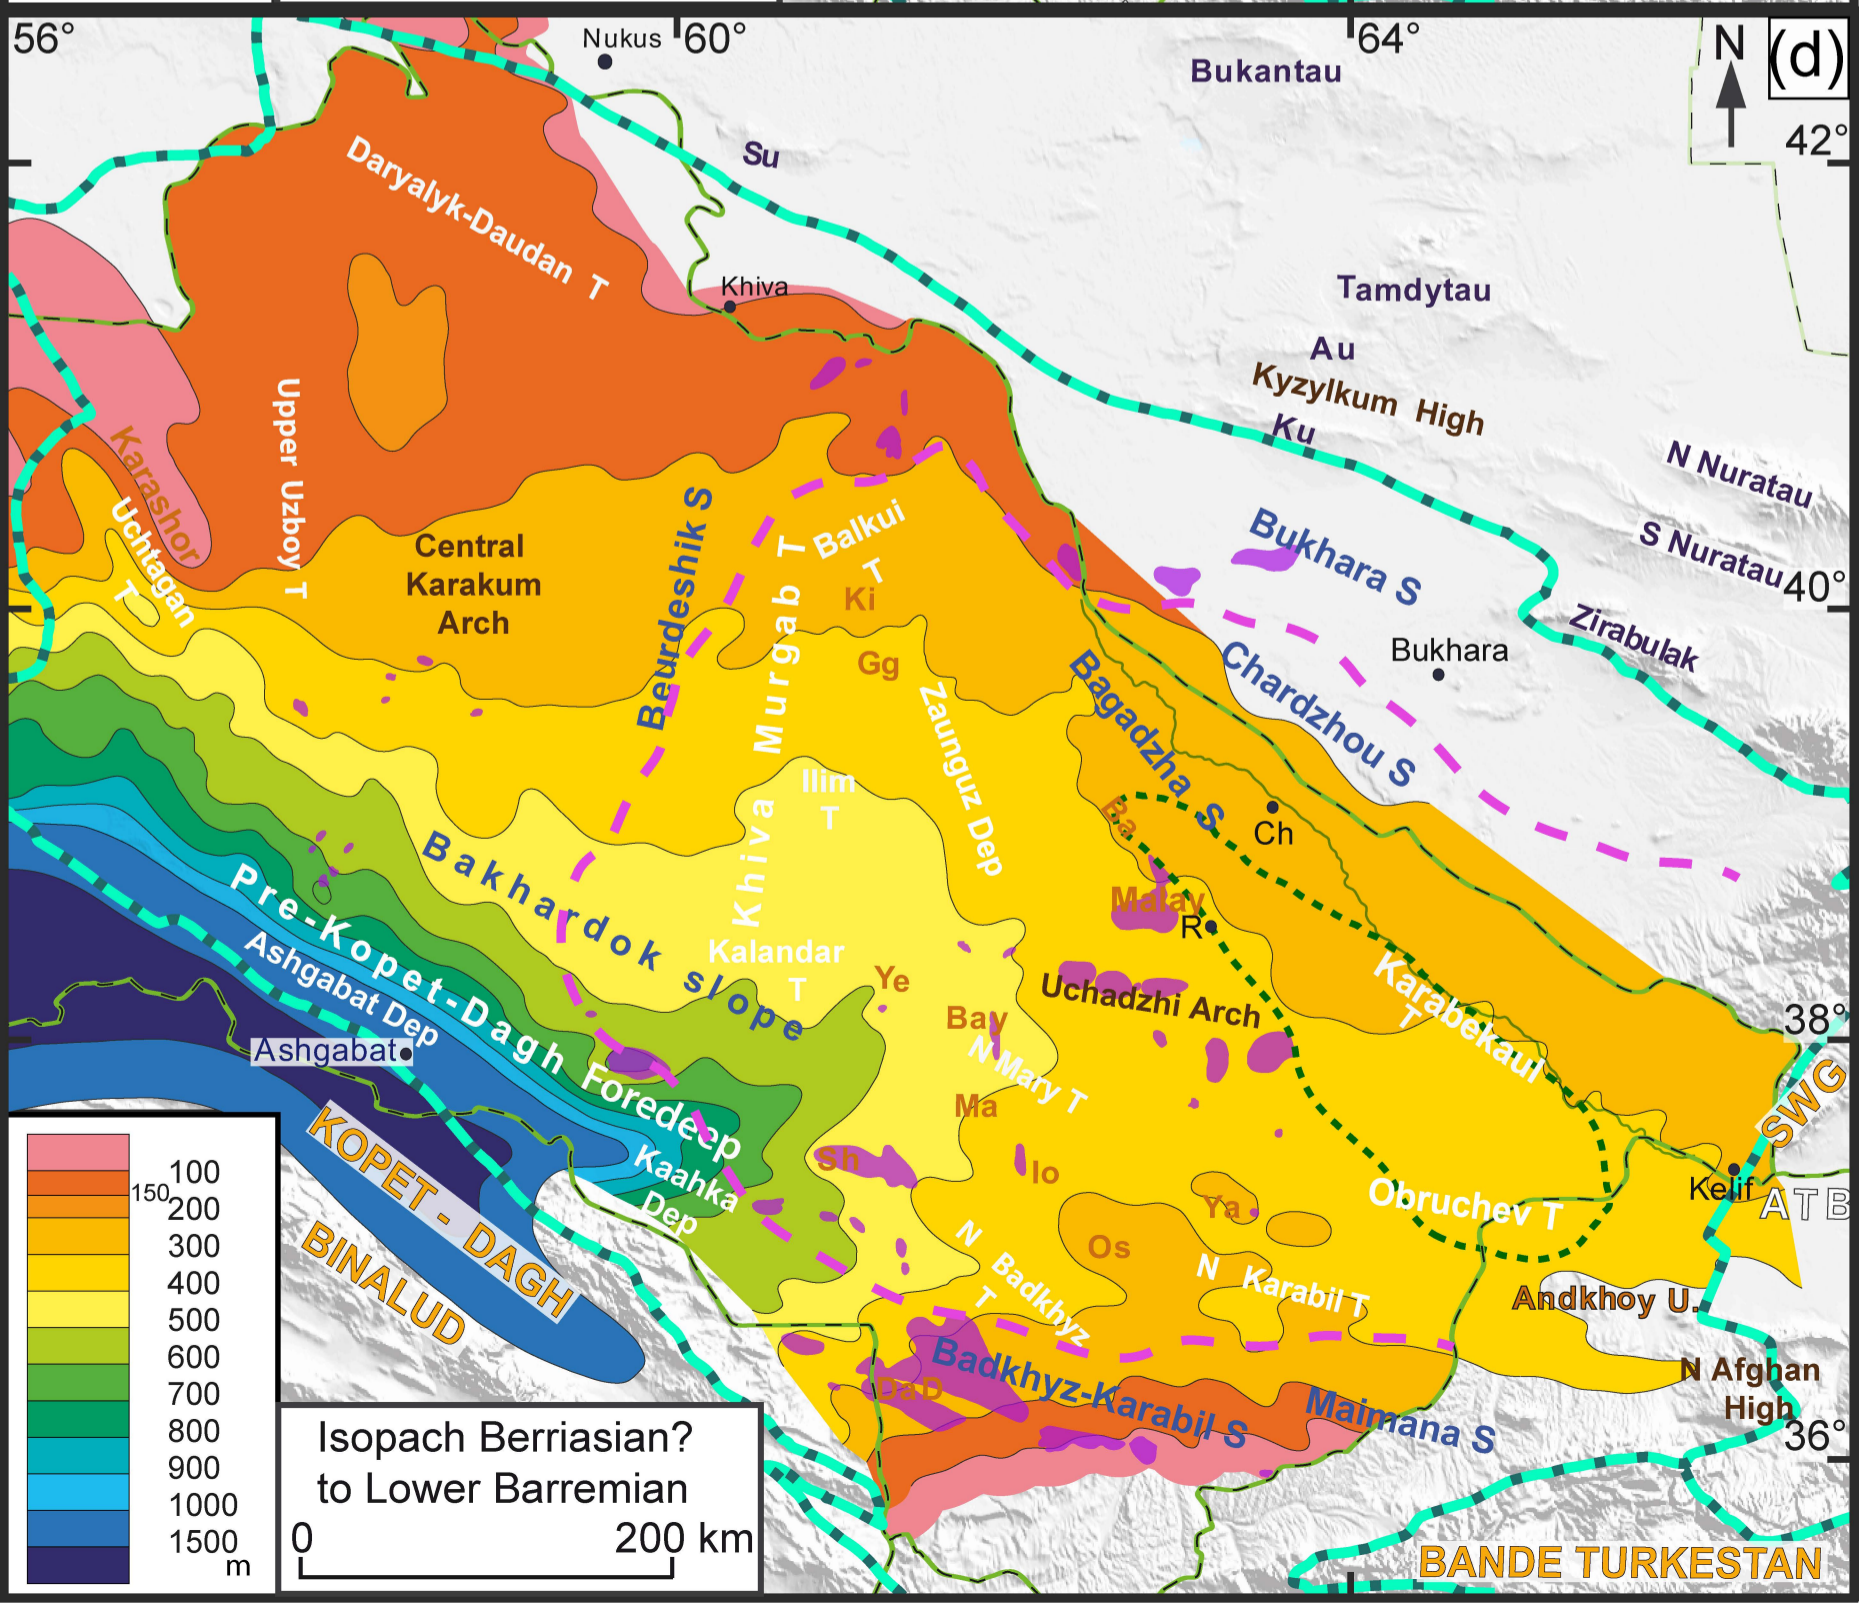 56°
Nukus
60°
64°
N
(d)
Bukantau
42°
Su
Daryalyk-Daudan T
Khiva
Tamdytau
Au
Kyzylkum High
Ku
N Nuratau
S Nuratau
40°
Karashor
Uchtagan
T
Upper Uzboy T
Central
Karakum
Arch
Beurdeshik S
Balkui
T
Khiva Murgab T
Ki
Gg
Bukhara S
Zirabulak
Bukhara
Chardzhou S
Bagadzha S
Zaunguz Dep
Ilim
T
Ba
Ch
Bakhardok slope
Malay
R
Kalandar
T
Pre-Kopet-Dagh Foredeep
Ashgabat Dep
Ashgabat
Ye
Bay
N Mary T
Uchadzhi Arch
Karabekaul
T
38°
SWG
Ma
Sh
Io
Kaahka
Dep
KOPET - DAGH
BINALUD
Ya
Os
Obruchev T
Kelif
ATB
N Badkhyz
T
N Karabil T
Andkhoy U.
Badkhyz-Karabil S
DaD
Maimana S
N Afghan
High
36°
BANDE TURKESTAN
100
150
200
300
400
500
600
700
800
900
1000
1500
m
Isopach Berriasian?
to Lower Barremian
0 200 km